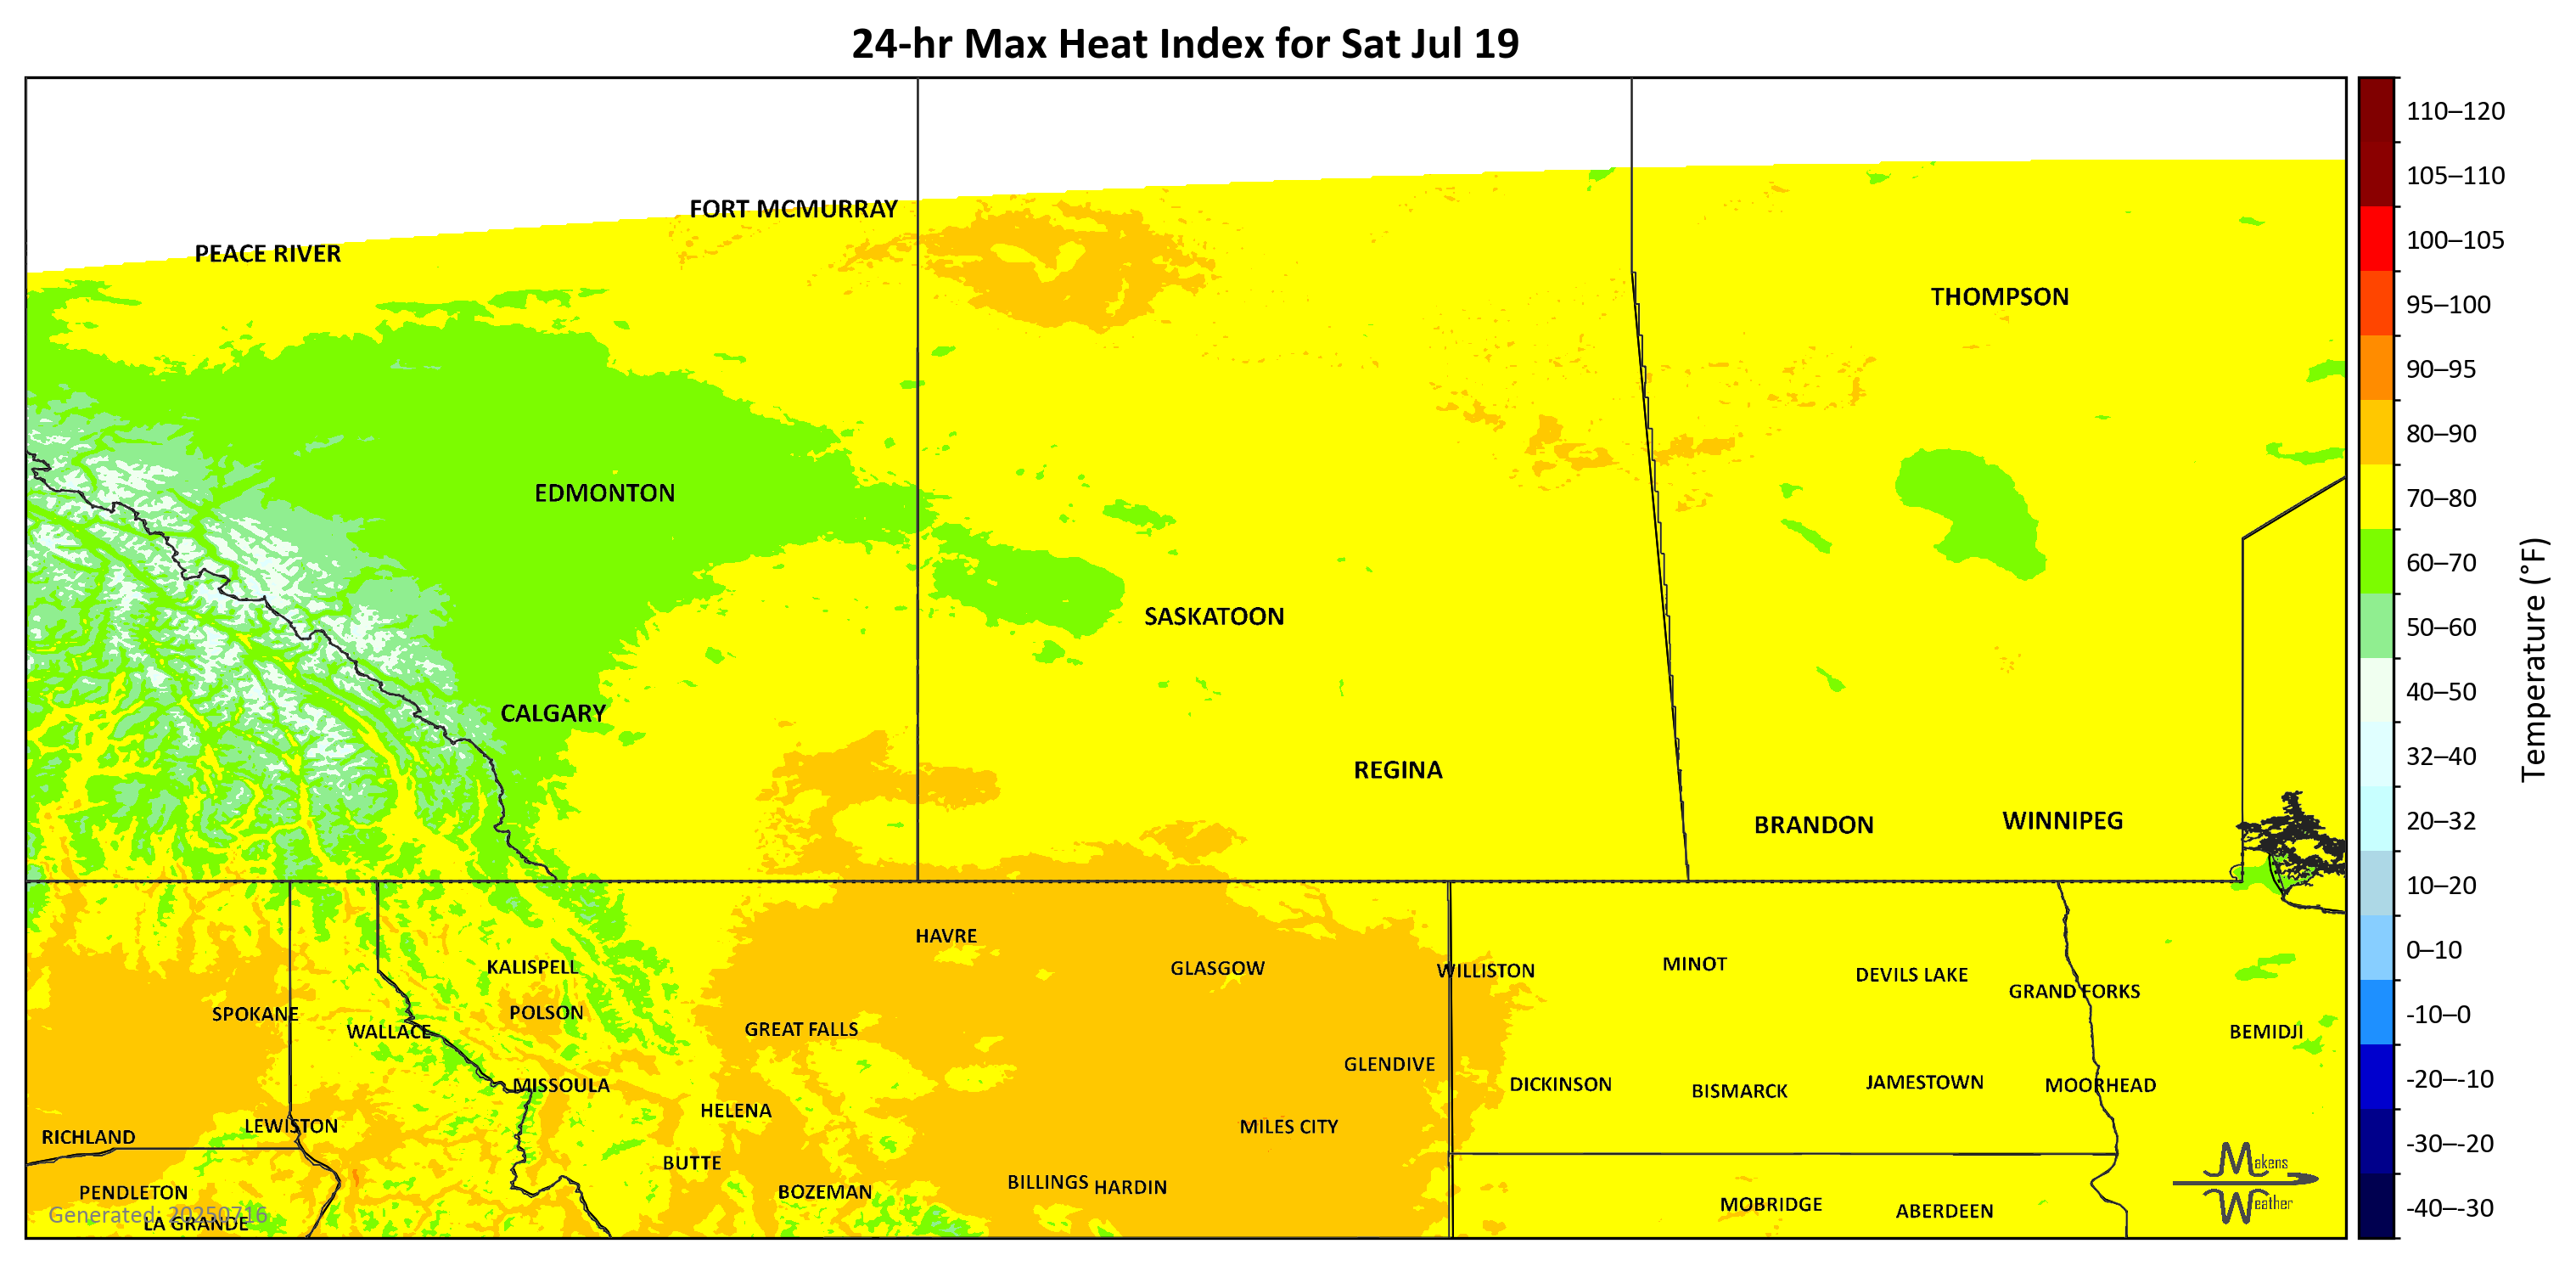 24-hr Max Heat Index for Sat Jul 19
FORT MCMURRAY
PEACE RIVER
THOMPSON
EDMONTON
SASKATOON
CALGARY
REGINA
BRANDON
WINNIPEG
HAVRE
KALISPELL
GLASGOW
WILLISTON
MINOT
DEVILS LAKE
GRAND FORKS
SPOKANE
POLSON
WALLACE
GREAT FALLS
BEMIDJI
GLENDIVE
MISSOULA
DICKINSON
BISMARCK
JAMESTOWN
MOORHEAD
HELENA
LEWISTON
MILES CITY
RICHLAND
BUTTE
BILLINGS
HARDIN
PENDLETON
BOZEMAN
MOBRIDGE
ABERDEEN
Generated: 20250716
LA GRANDE
Makens
Weather
110–120
105–110
100–105
95–100
90–95
80–90
70–80
60–70
50–60
40–50
32–40
20–32
10–20
0–10
-10–0
-20–-10
-30–-20
-40–-30
Temperature (°F)